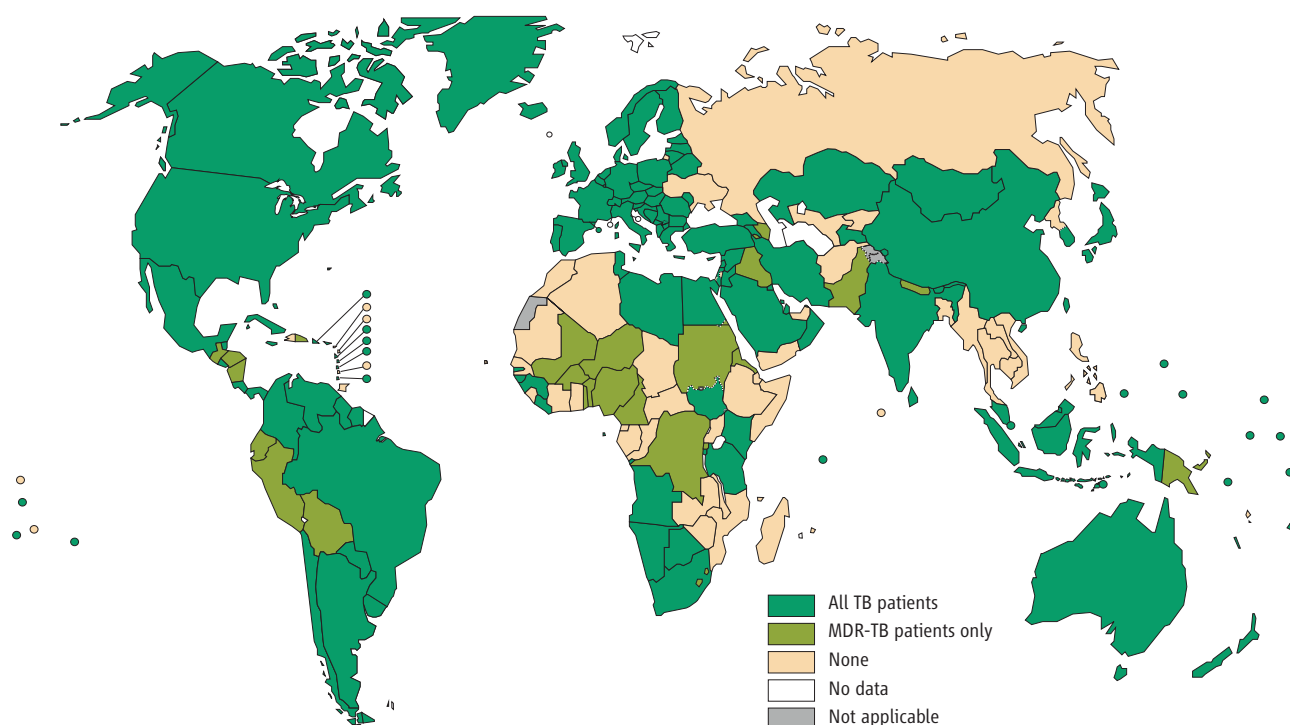 All TB patients
MDR-TB patients only
None
No data
Not applicable